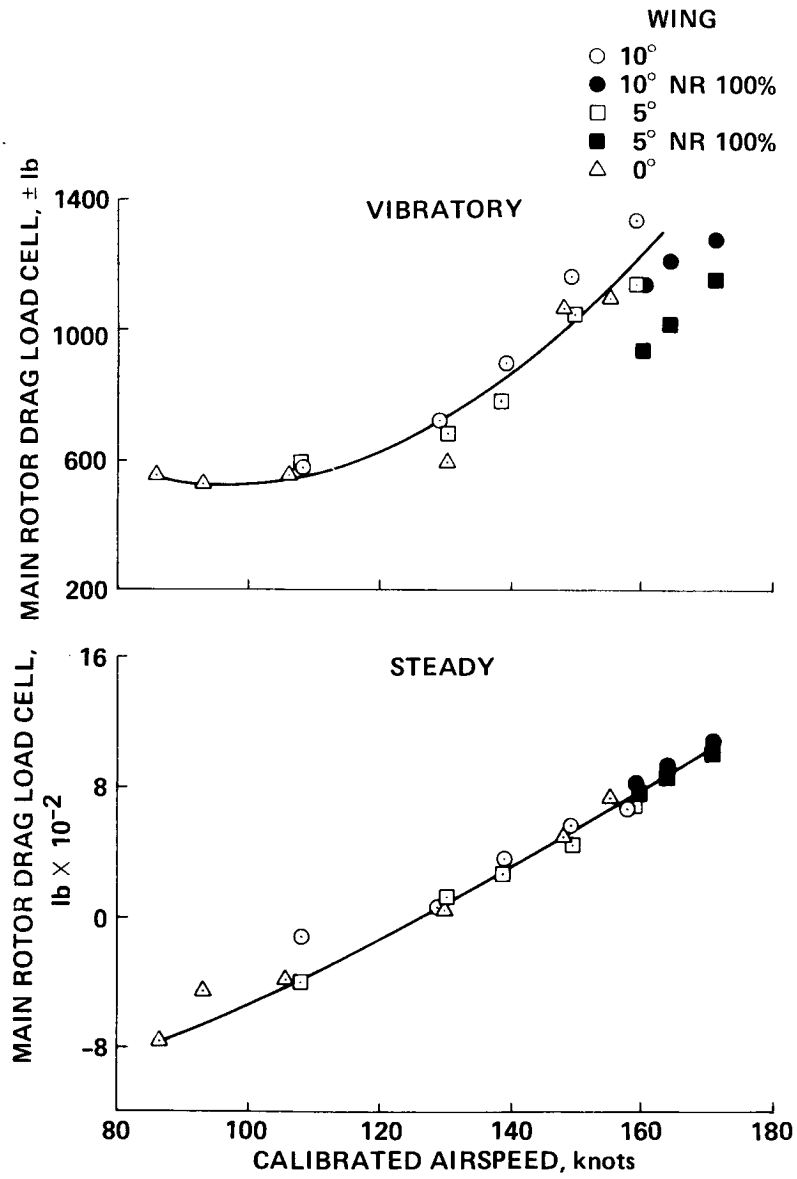 WING
10°
10° NR 100%
5°
5° NR 100%
0°
MAIN ROTOR DRAG LOAD CELL, ± lb
VIBRATORY
1400
1000
600
200
MAIN ROTOR DRAG LOAD CELL,
lb × 10⁻²
STEADY
16
8
0
–8
80 100 120 140 160 180
CALIBRATED AIRSPEED, knots